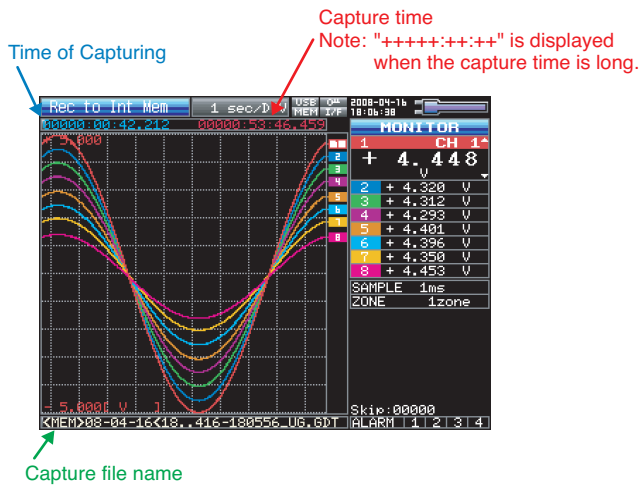 Capture time
Note: "+++++:++:++" is displayed
when the capture time is long.
Time of Capturing
Rec to Int Mem
1 sec/D V
USB
MEM I/F
2008-04-16
18:06:38
00000:00:42.212
00000:53:46.459
5.000
MONITOR
1 CH 1
+ 4.448
V
2 + 4.320 V
3 + 4.312 V
4 + 4.293 V
5 + 4.401 V
6 + 4.396 V
7 + 4.350 V
8 + 4.453 V
2
3
4
5
6
7
8
SAMPLE 1ms
ZONE 1zone
- 5.000[ V ]
Skip:00000
<MEM>08-04-16<18..416-180556_UG.GDT
ALARM 1 2 3 4
Capture file name